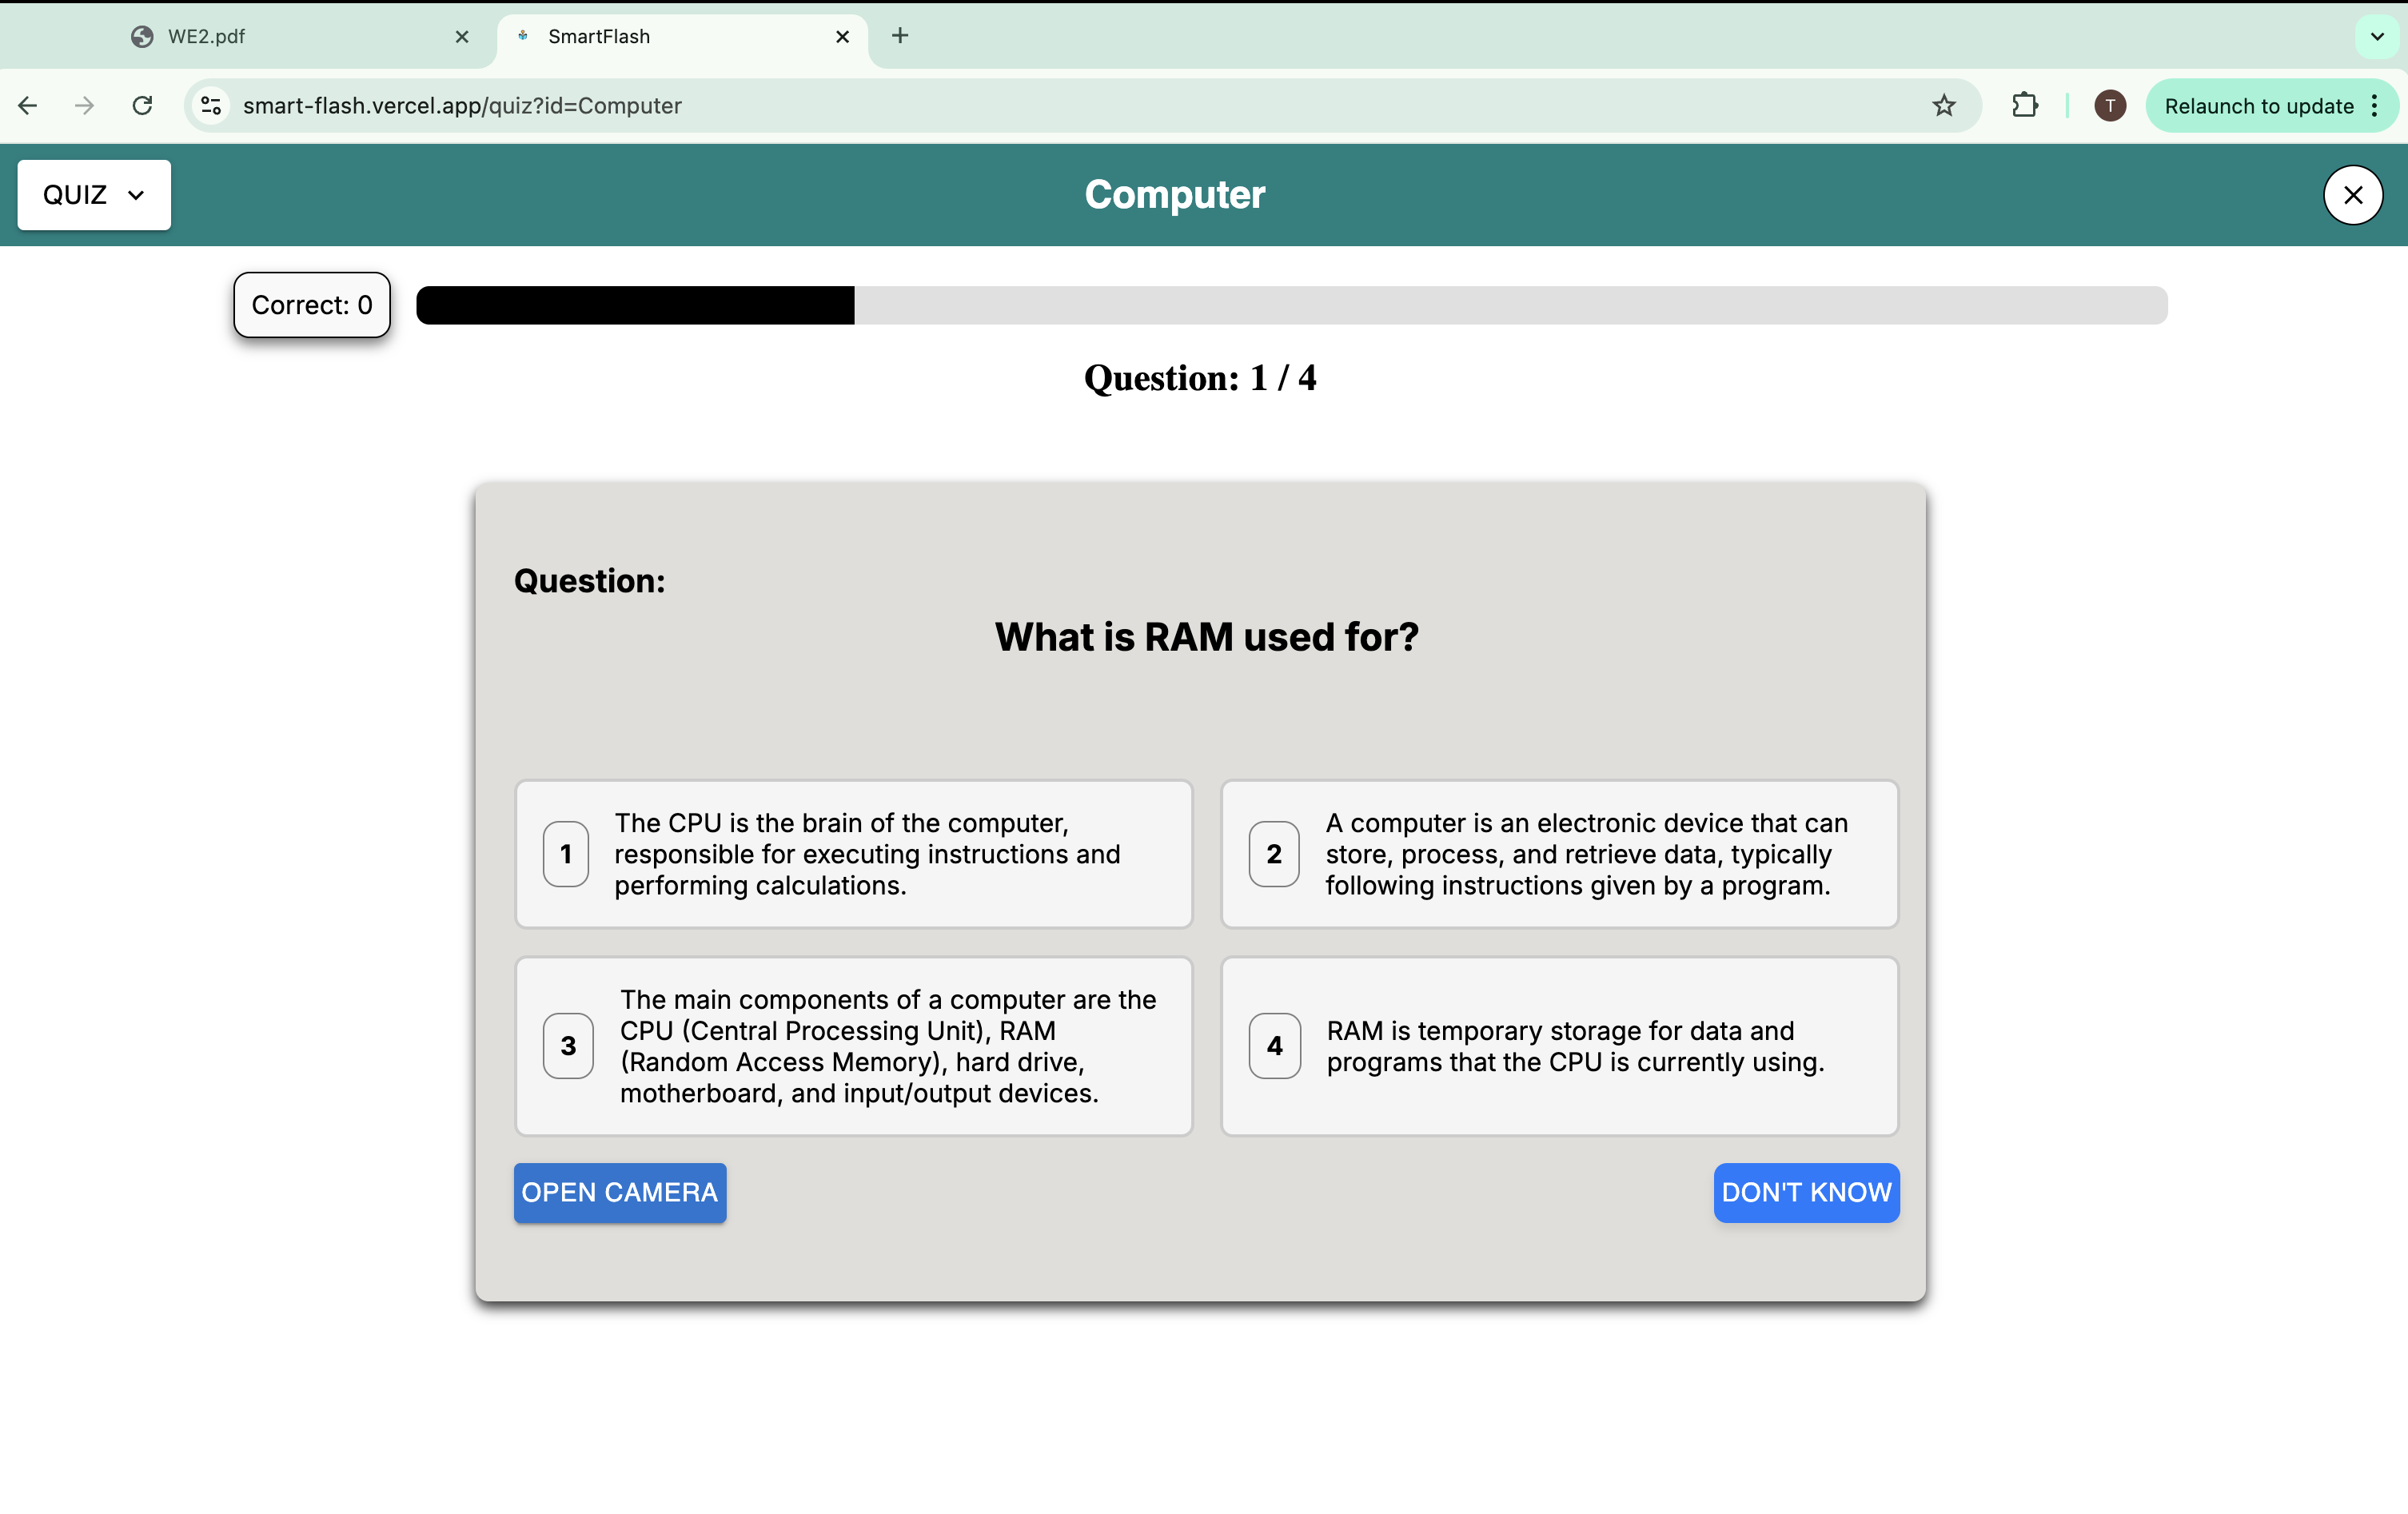 WE2.pdf
SmartFlash
smart-flash.vercel.app/quiz?id=Computer
T
Relaunch to update
QUIZ
Computer
Correct: 0
Question: 1 / 4
Question:
What is RAM used for?
1
The CPU is the brain of the computer,
responsible for executing instructions and
performing calculations.
2
A computer is an electronic device that can
store, process, and retrieve data, typically
following instructions given by a program.
3
The main components of a computer are the
CPU (Central Processing Unit), RAM
(Random Access Memory), hard drive,
motherboard, and input/output devices.
4
RAM is temporary storage for data and
programs that the CPU is currently using.
OPEN CAMERA
DON'T KNOW